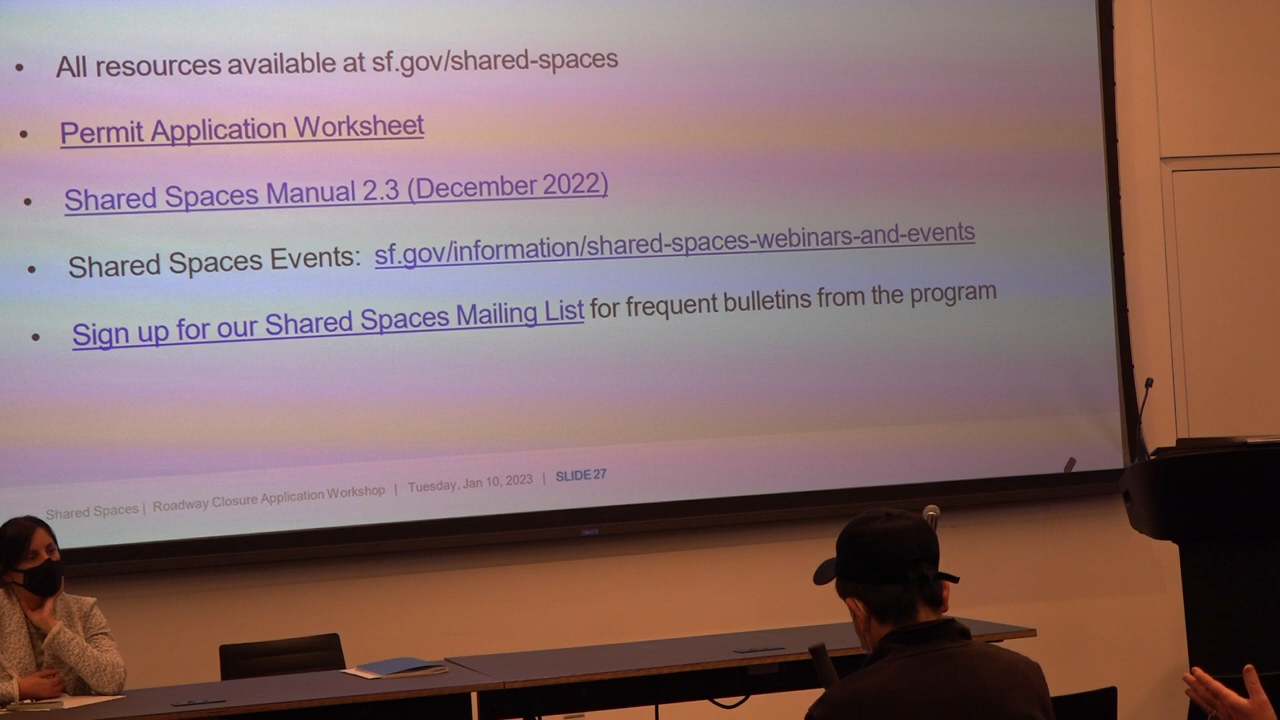 All resources available at sf.gov/shared-spaces
Permit Application Worksheet
Shared Spaces Manual 2.3 (December 2022)
Shared Spaces Events: sf.gov/information/shared-spaces-webinars-and-events
Sign up for our Shared Spaces Mailing List for frequent bulletins from the program
Shared Spaces | Roadway Closure Application Workshop | Tuesday, Jan 10, 2023 | SLIDE 27